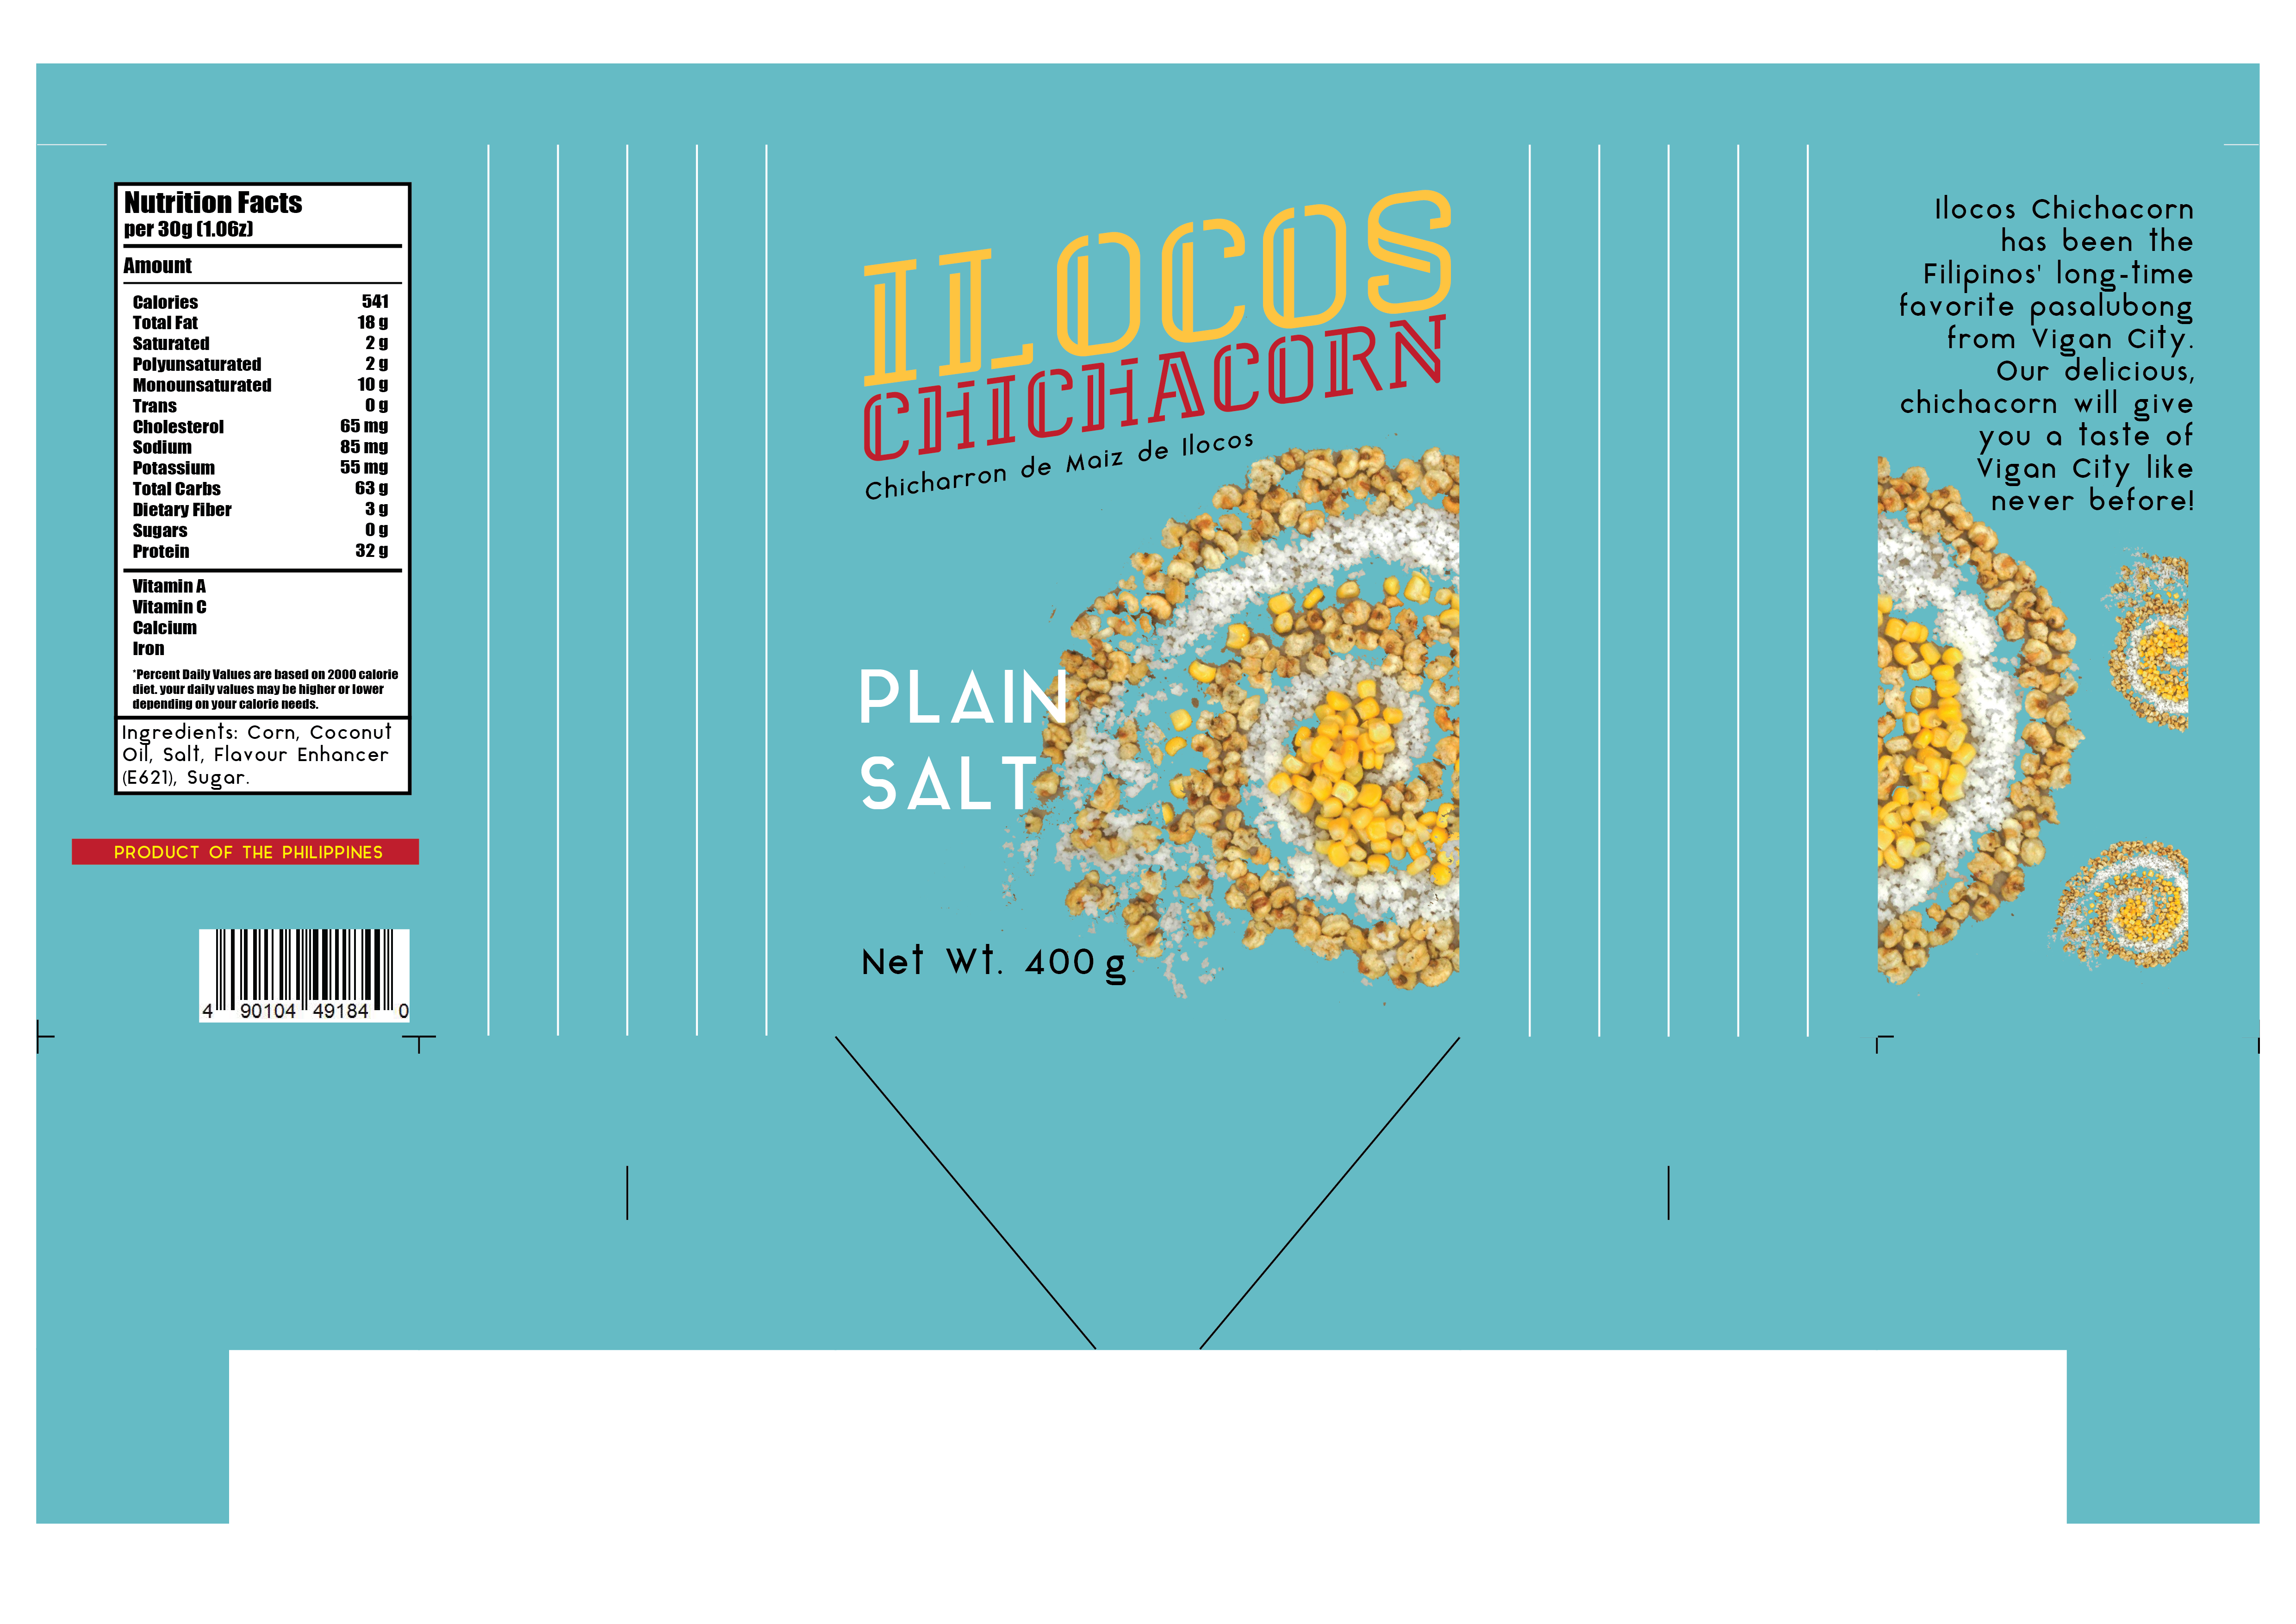 Nutrition Facts
per 30g (1.06z)
Amount
Calories 541
Total Fat 18 g
Saturated 2 g
Polyunsaturated 2 g
Monounsaturated 10 g
Trans 0 g
Cholesterol 65 mg
Sodium 85 mg
Potassium 55 mg
Total Carbs 63 g
Dietary Fiber 3 g
Sugars 0 g
Protein 32 g
Vitamin A
Vitamin C
Calcium
Iron
*Percent Daily Values are based on 2000 calorie
diet. your daily values may be higher or lower
depending on your calorie needs.
Ingredients: Corn, Coconut
Oil, Salt, Flavour Enhancer
(E621), Sugar.
PRODUCT OF THE PHILIPPINES
4 90104 49184 0
ILOCOS
CHICHACORN
Chicharron de Maiz de Ilocos
PLAIN
SALT
Net Wt. 400 g
Ilocos Chichacorn
has been the
Filipinos' long-time
favorite pasalubong
from Vigan City.
Our delicious,
chichacorn will give
you a taste of
Vigan City like
never before!